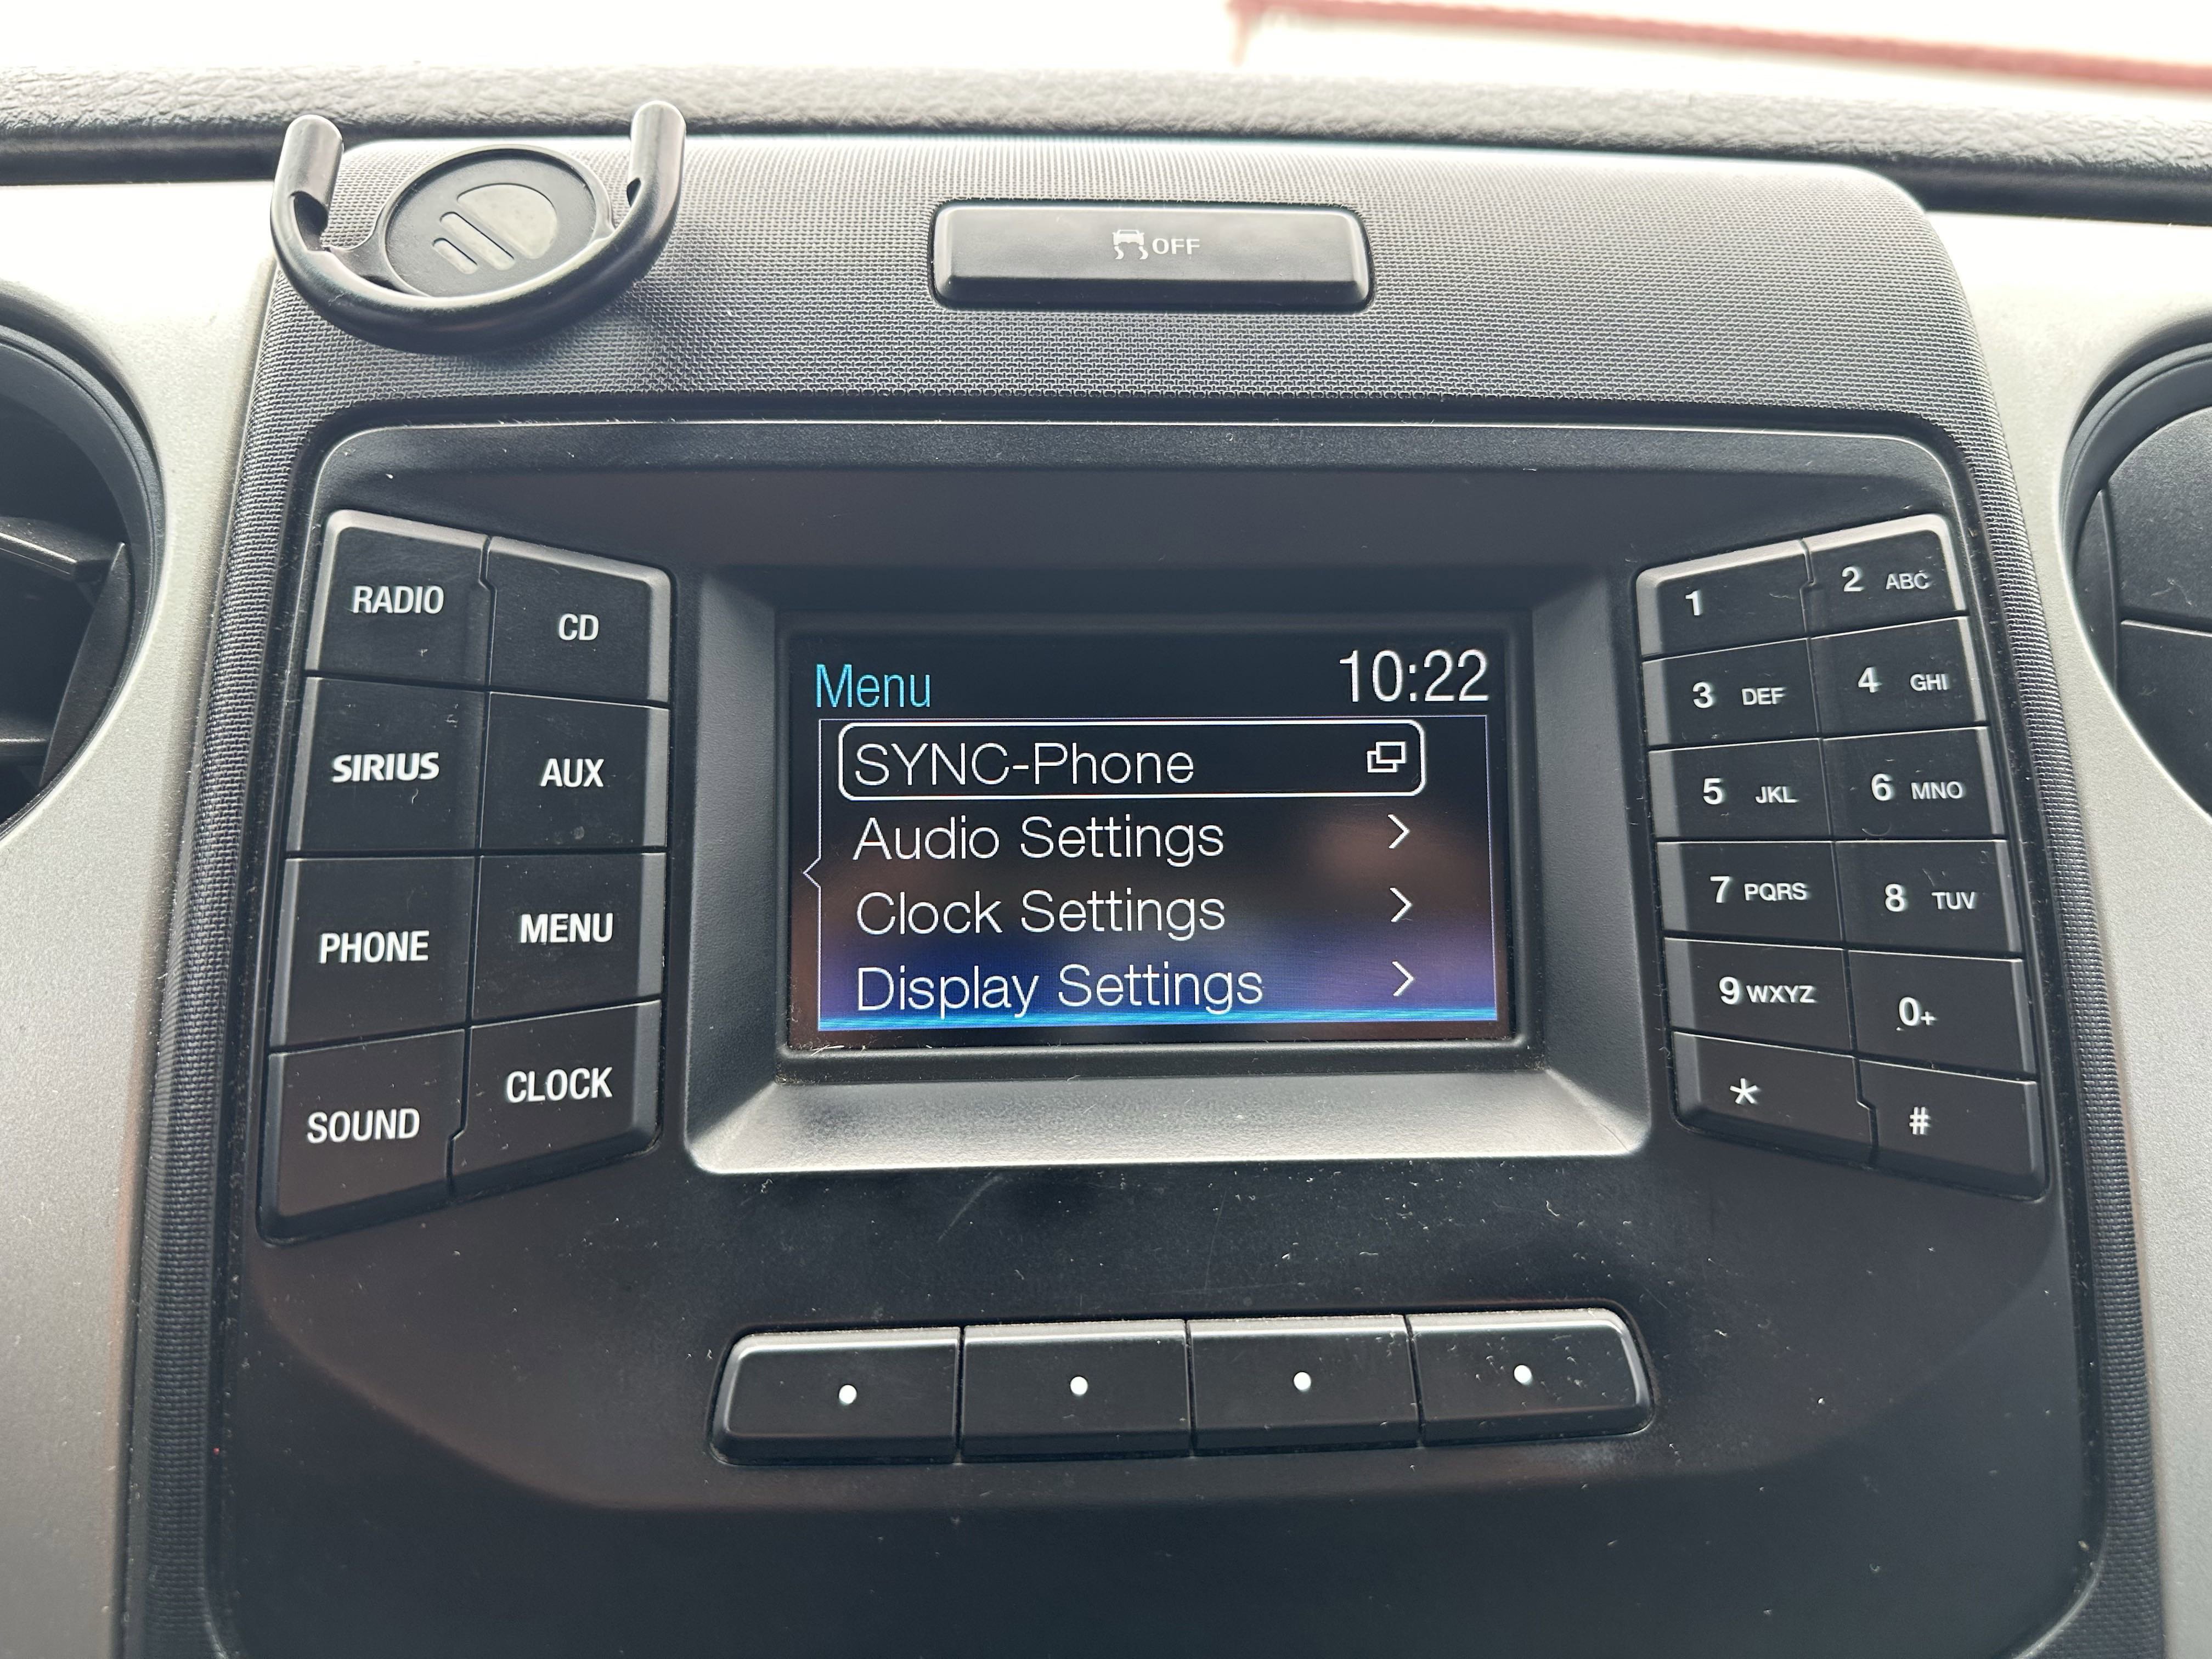 OFF
RADIO
CD
SIRIUS
AUX
PHONE
MENU
SOUND
CLOCK
Menu 10:22
SYNC-Phone
Audio Settings
Clock Settings
Display Settings
1
2 ABC
3 DEF
4 GHI
5 JKL
6 MNO
7 PQRS
8 TUV
9 WXYZ
0+
*
#